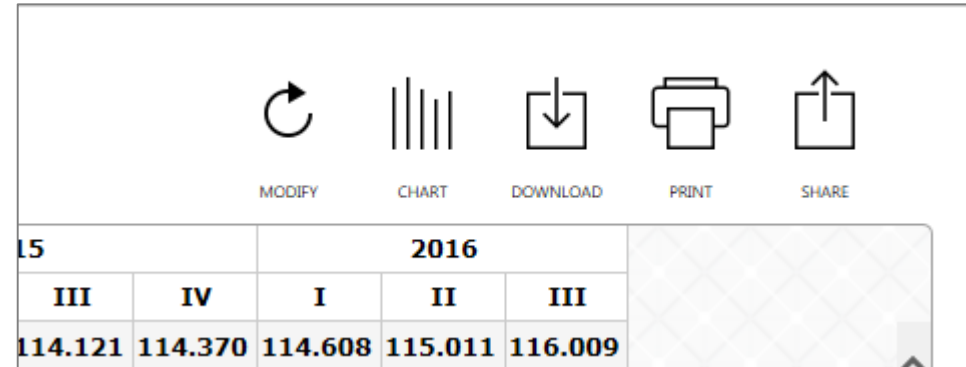 MODIFY CHART DOWNLOAD PRINT SHARE
15 2016
III IV I II III
114.121 114.370 114.608 115.011 116.009